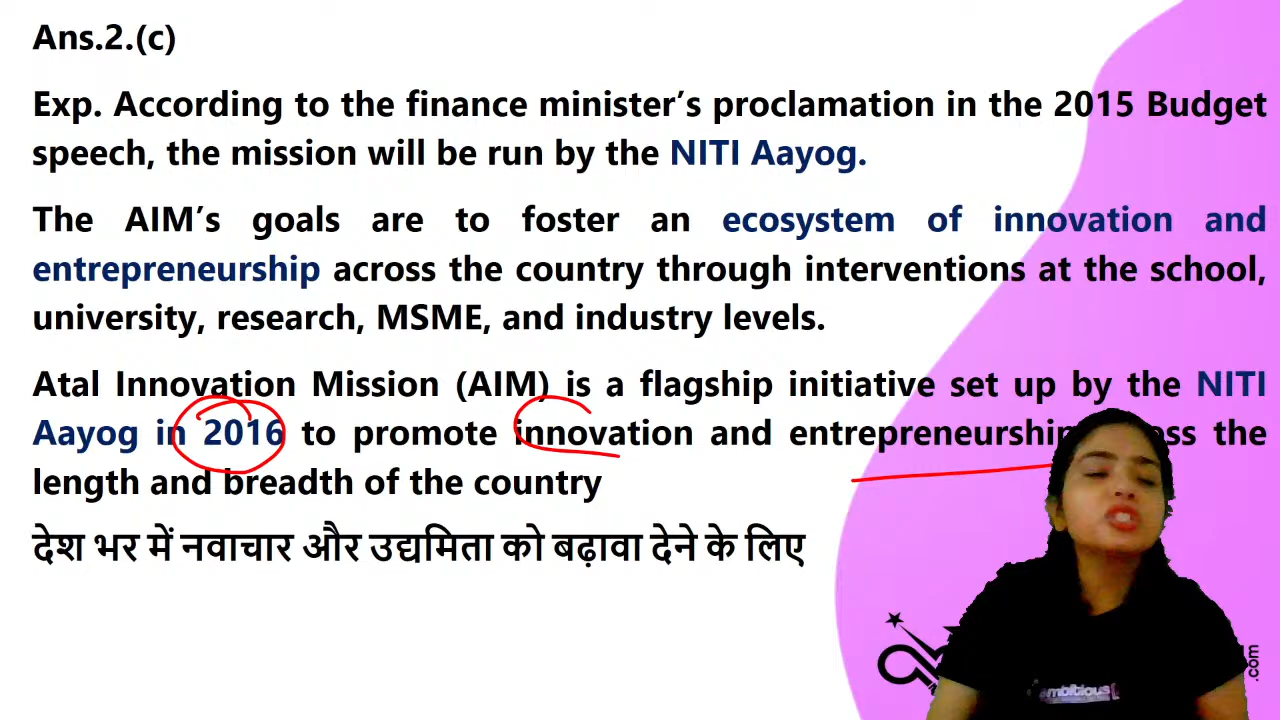 Ans.2.(c)
Exp. According to the finance minister's proclamation in the 2015 Budget
speech, the mission will be run by the NITI Aayog.
The AIM's goals are to foster an ecosystem of innovation and
entrepreneurship across the country through interventions at the school,
university, research, MSME, and industry levels.
Atal Innovation Mission (AIM) is a flagship initiative set up by the NITI
Aayog in 2016 to promote innovation and the
length and breadth of the country
देश भर में नवाचार और उद्यमिता को बढ़ावा देने के लिए
.com
ambitious